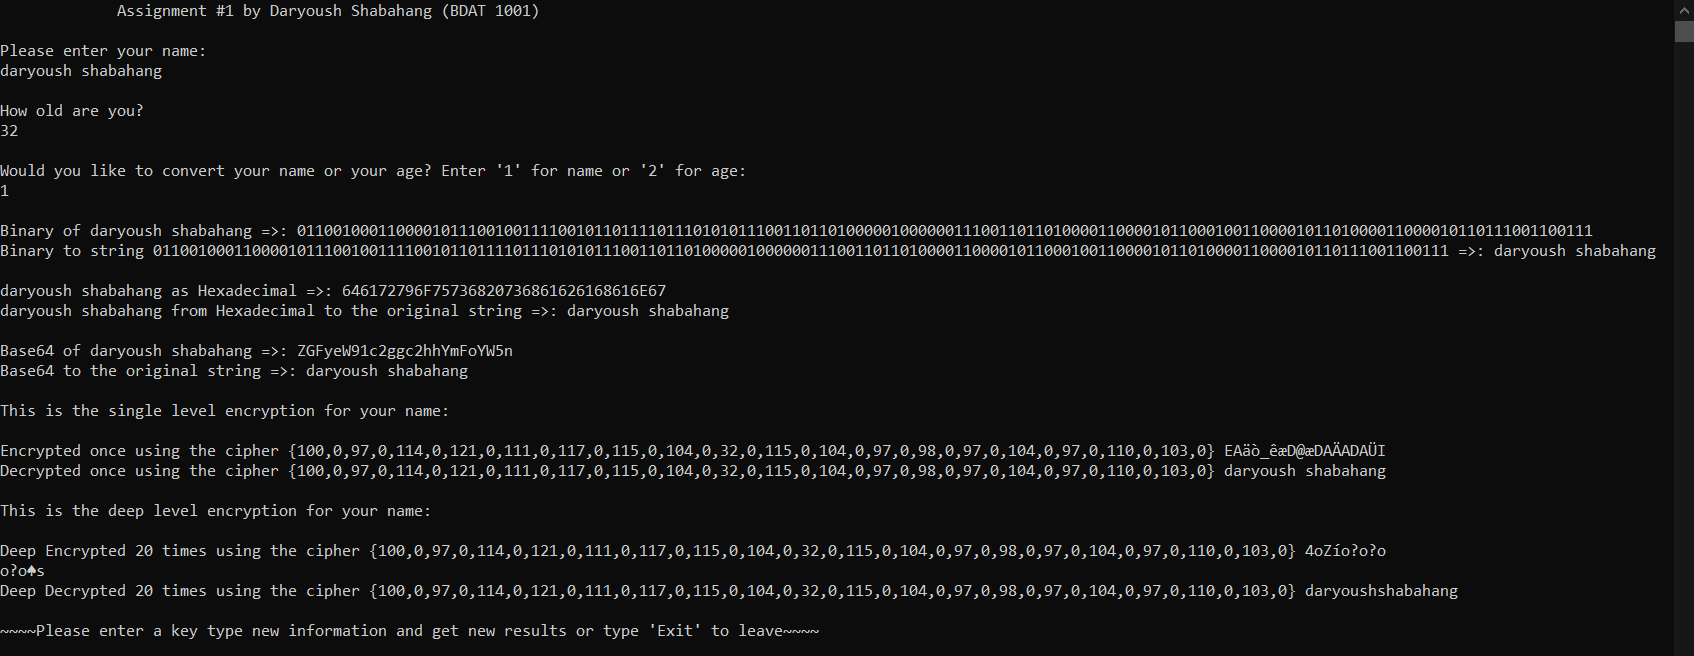 Assignment #1 by Daryoush Shabahang (BDAT 1001)
Please enter your name:
daryoush shabahang
How old are you?
32
Would you like to convert your name or your age? Enter '1' for name or '2' for age:
1
Binary of daryoush shabahang =>: 011001000110000101110010011110010110111101110101011100110110100000100000011100110110100001100001011000100110000101101000011000010110111001100111
Binary to string 011001000110000101110010011110010110111101110101011100110110100000100000011100110110100001100001011000100110000101101000011000010110111001100111 =>: daryoush shabahang
daryoush shabahang as Hexadecimal =>: 646172796F75736820736861626168616E67
daryoush shabahang from Hexadecimal to the original string =>: daryoush shabahang
Base64 of daryoush shabahang =>: ZGFyeW91c2ggc2hhYmFoYW5n
Base64 to the original string =>: daryoush shabahang
This is the single level encryption for your name:
Encrypted once using the cipher {100,0,97,0,114,0,121,0,111,0,117,0,115,0,104,0,32,0,115,0,104,0,97,0,98,0,97,0,104,0,97,0,110,0,103,0} EAäò_êæD@æDAÄADAÜI
Decrypted once using the cipher {100,0,97,0,114,0,121,0,111,0,117,0,115,0,104,0,32,0,115,0,104,0,97,0,98,0,97,0,104,0,97,0,110,0,103,0} daryoush shabahang
This is the deep level encryption for your name:
Deep Encrypted 20 times using the cipher {100,0,97,0,114,0,121,0,111,0,117,0,115,0,104,0,32,0,115,0,104,0,97,0,98,0,97,0,104,0,97,0,110,0,103,0} 4oZío?o?o
o?o♠s
Deep Decrypted 20 times using the cipher {100,0,97,0,114,0,121,0,111,0,117,0,115,0,104,0,32,0,115,0,104,0,97,0,98,0,97,0,104,0,97,0,110,0,103,0} daryoushshabahang
~~~~Please enter a key type new information and get new results or type 'Exit' to leave~~~~